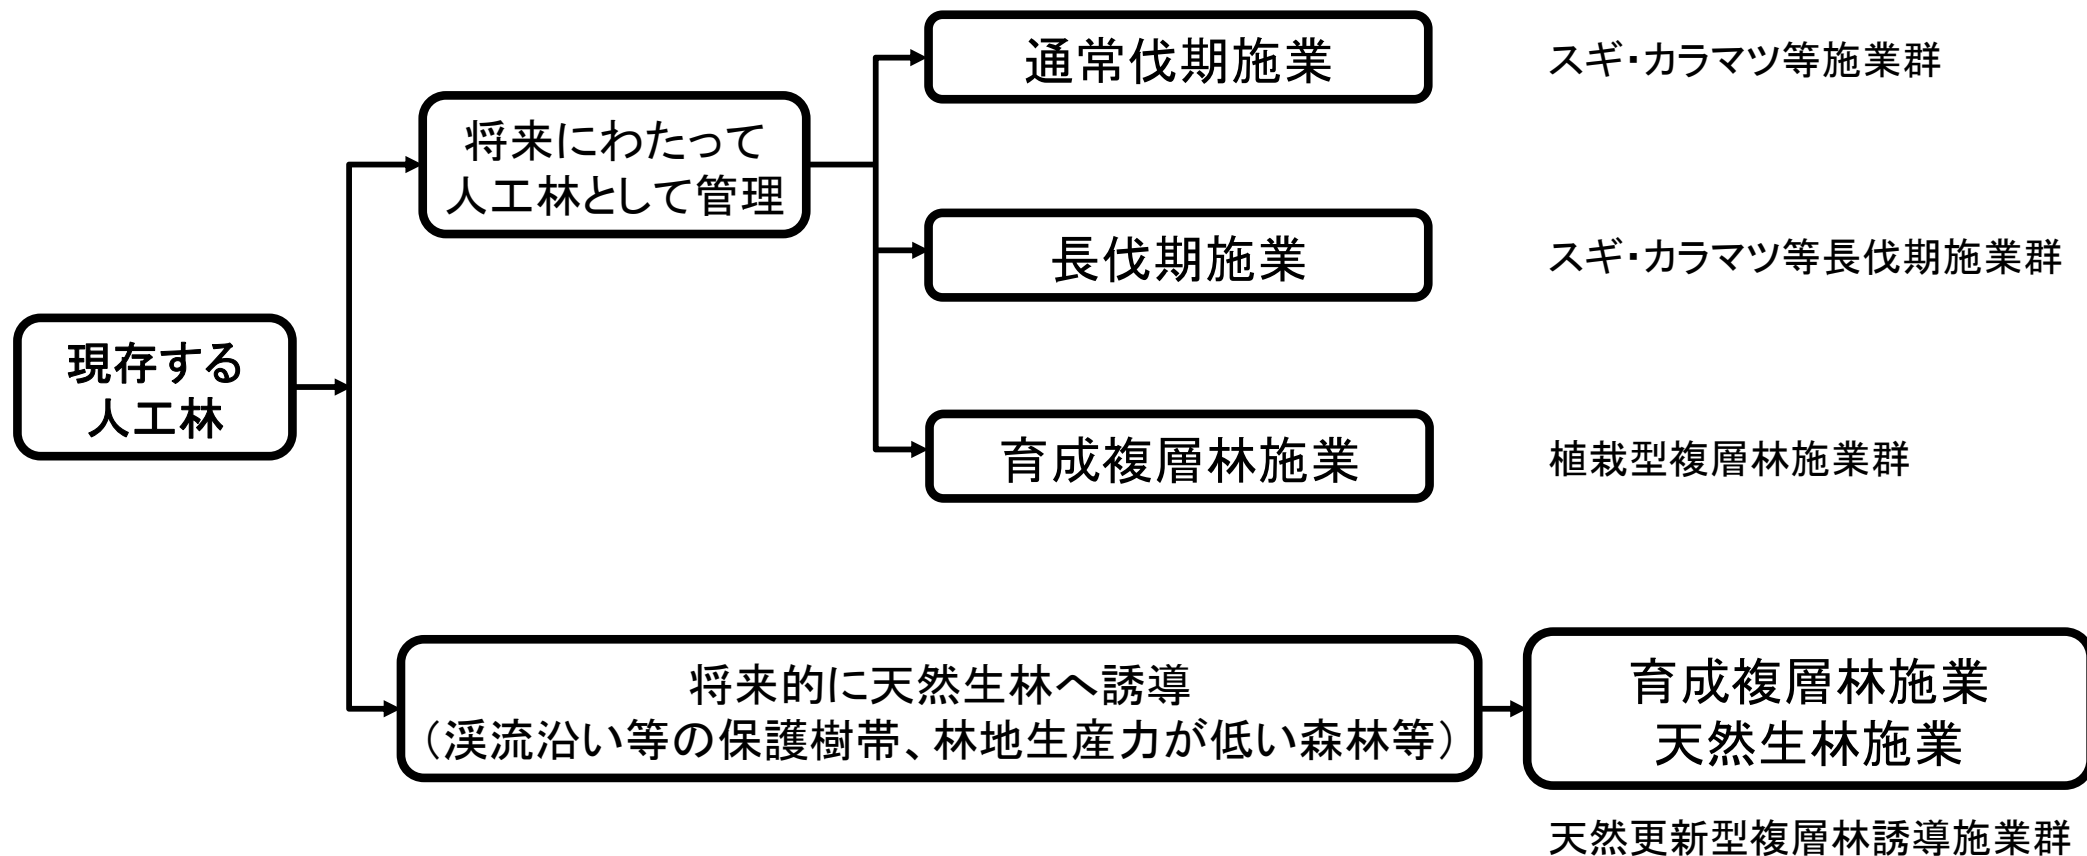 通常伐期施業
スギ・カラマツ等施業群
将来にわたって
人工林として管理
長伐期施業
スギ・カラマツ等長伐期施業群
現存する
人工林
育成複層林施業
植栽型複層林施業群
将来的に天然生林へ誘導
（渓流沿い等の保護樹帯、林地生産力が低い森林等）
育成複層林施業
天然生林施業
天然更新型複層林誘導施業群